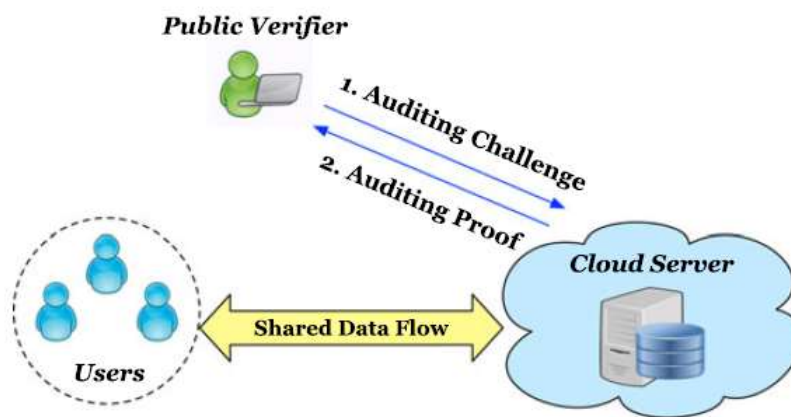 Public Verifier
1. Auditing Challenge
2. Auditing Proof
Cloud Server
Shared Data Flow
Users